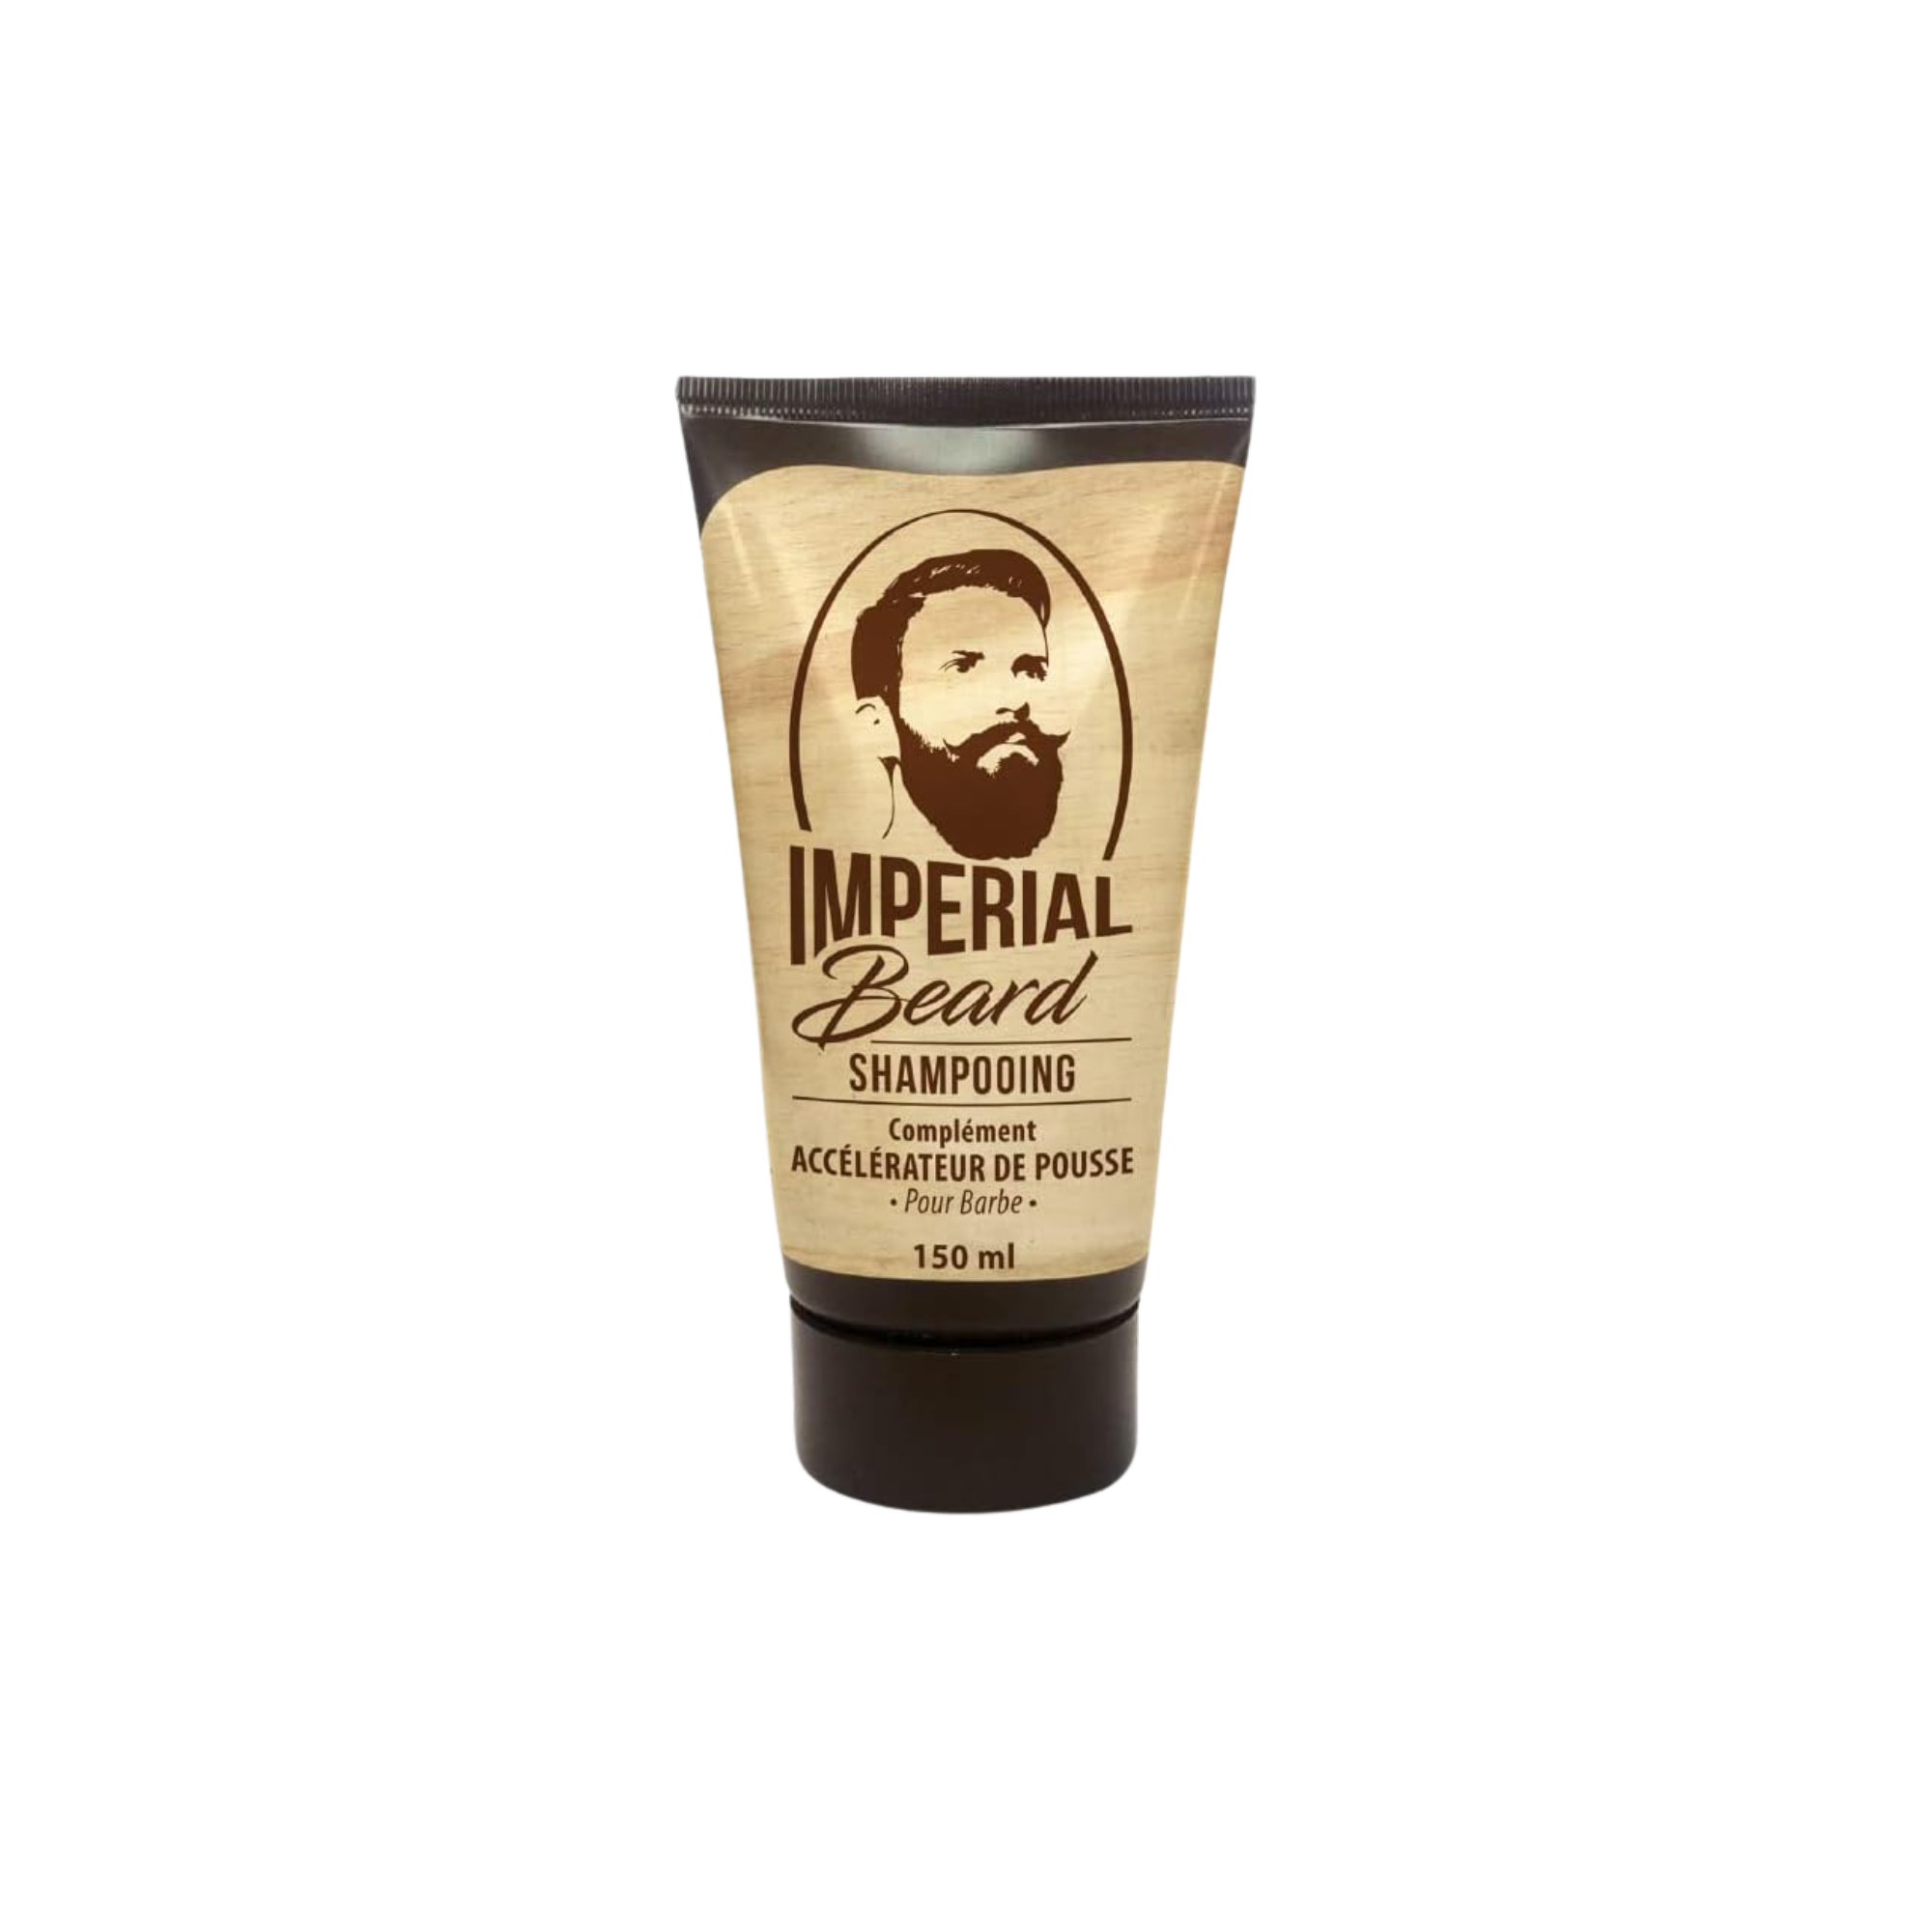 IMPERIAL
Beard
SHAMPOOING
Complément
ACCÉLÉRATEUR DE POUSSE
• Pour Barbe •
150 ml